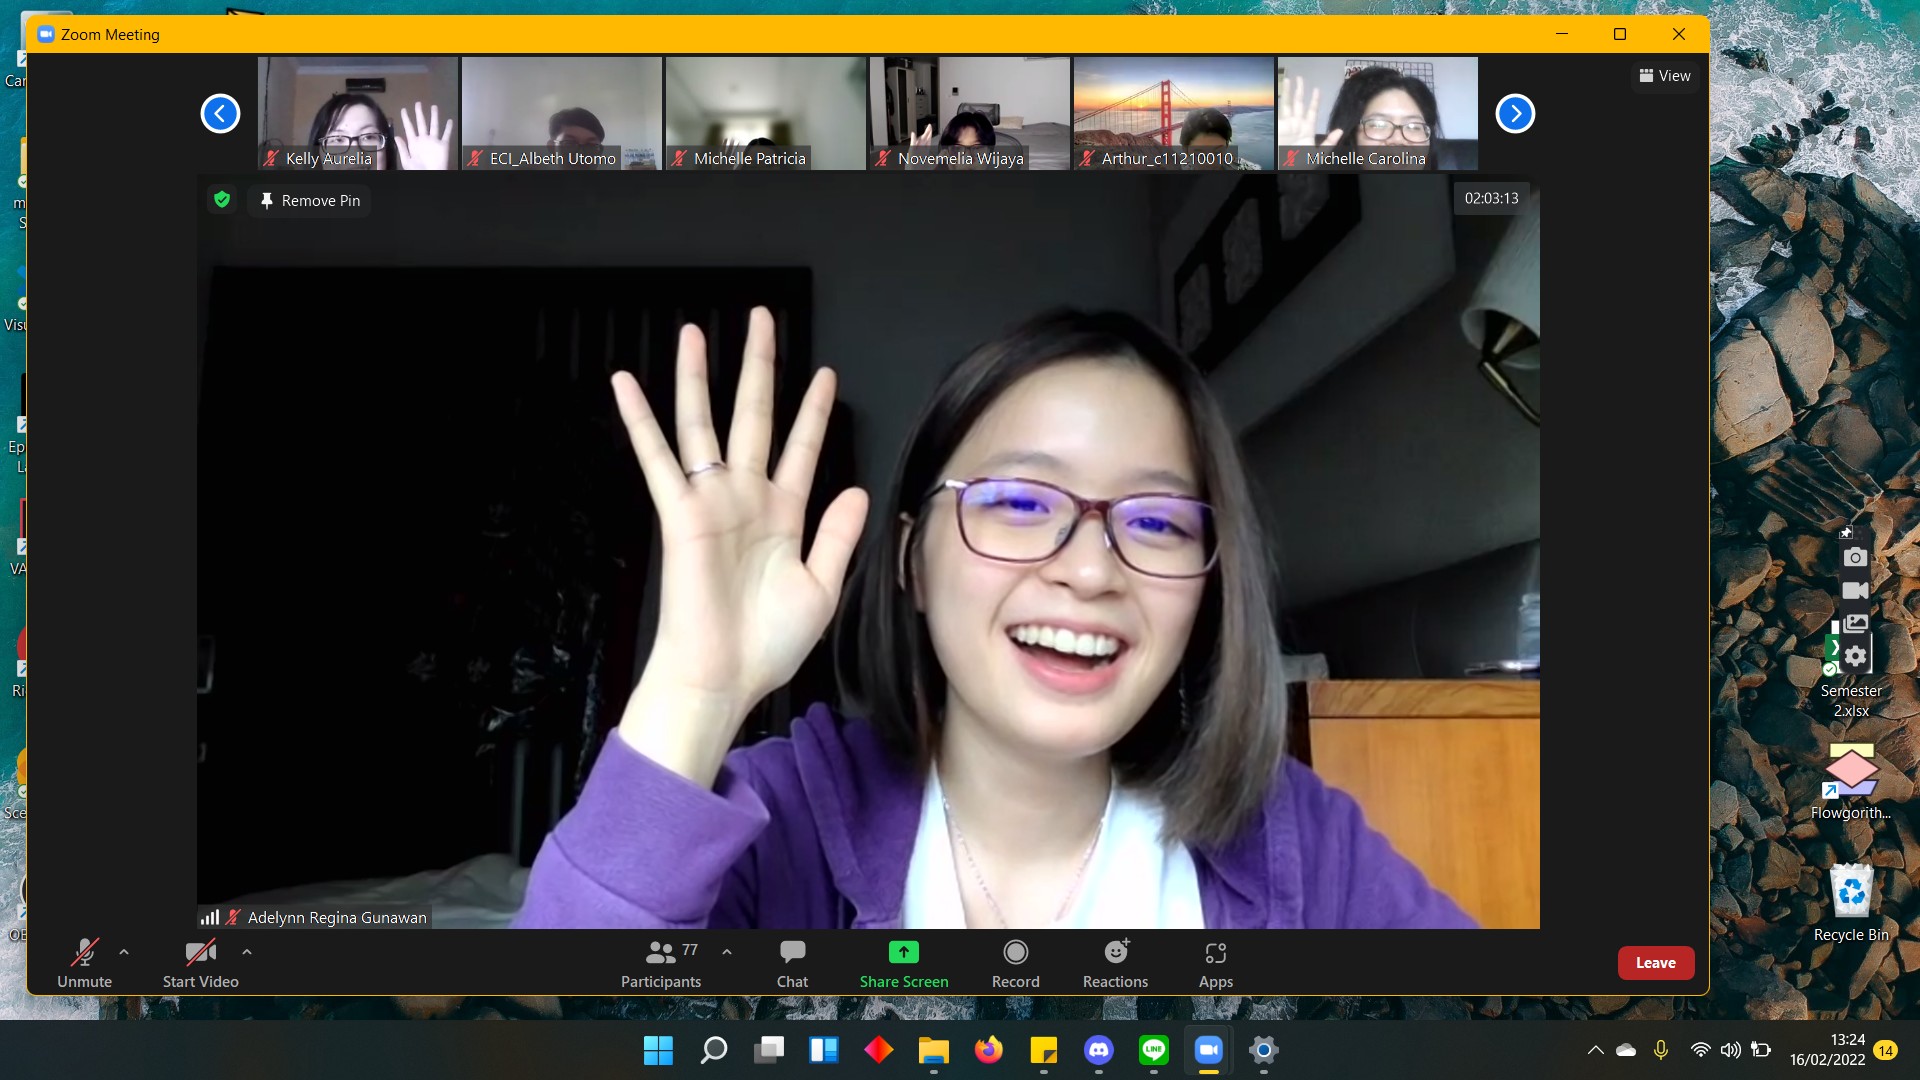 Zoom Meeting
View
Kelly Aurelia
ECI_Albeth Utomo
Michelle Patricia
Novemelia Wijaya
Arthur_c11210010
Michelle Carolina
Remove Pin
02:03:13
Adelynn Regina Gunawan
Unmute
Start Video
77
Participants
Chat
Share Screen
Record
Reactions
Apps
Leave
Semester
2.xlsx
Flowgorith...
Recycle Bin
LINE
13:24
16/02/2022
14